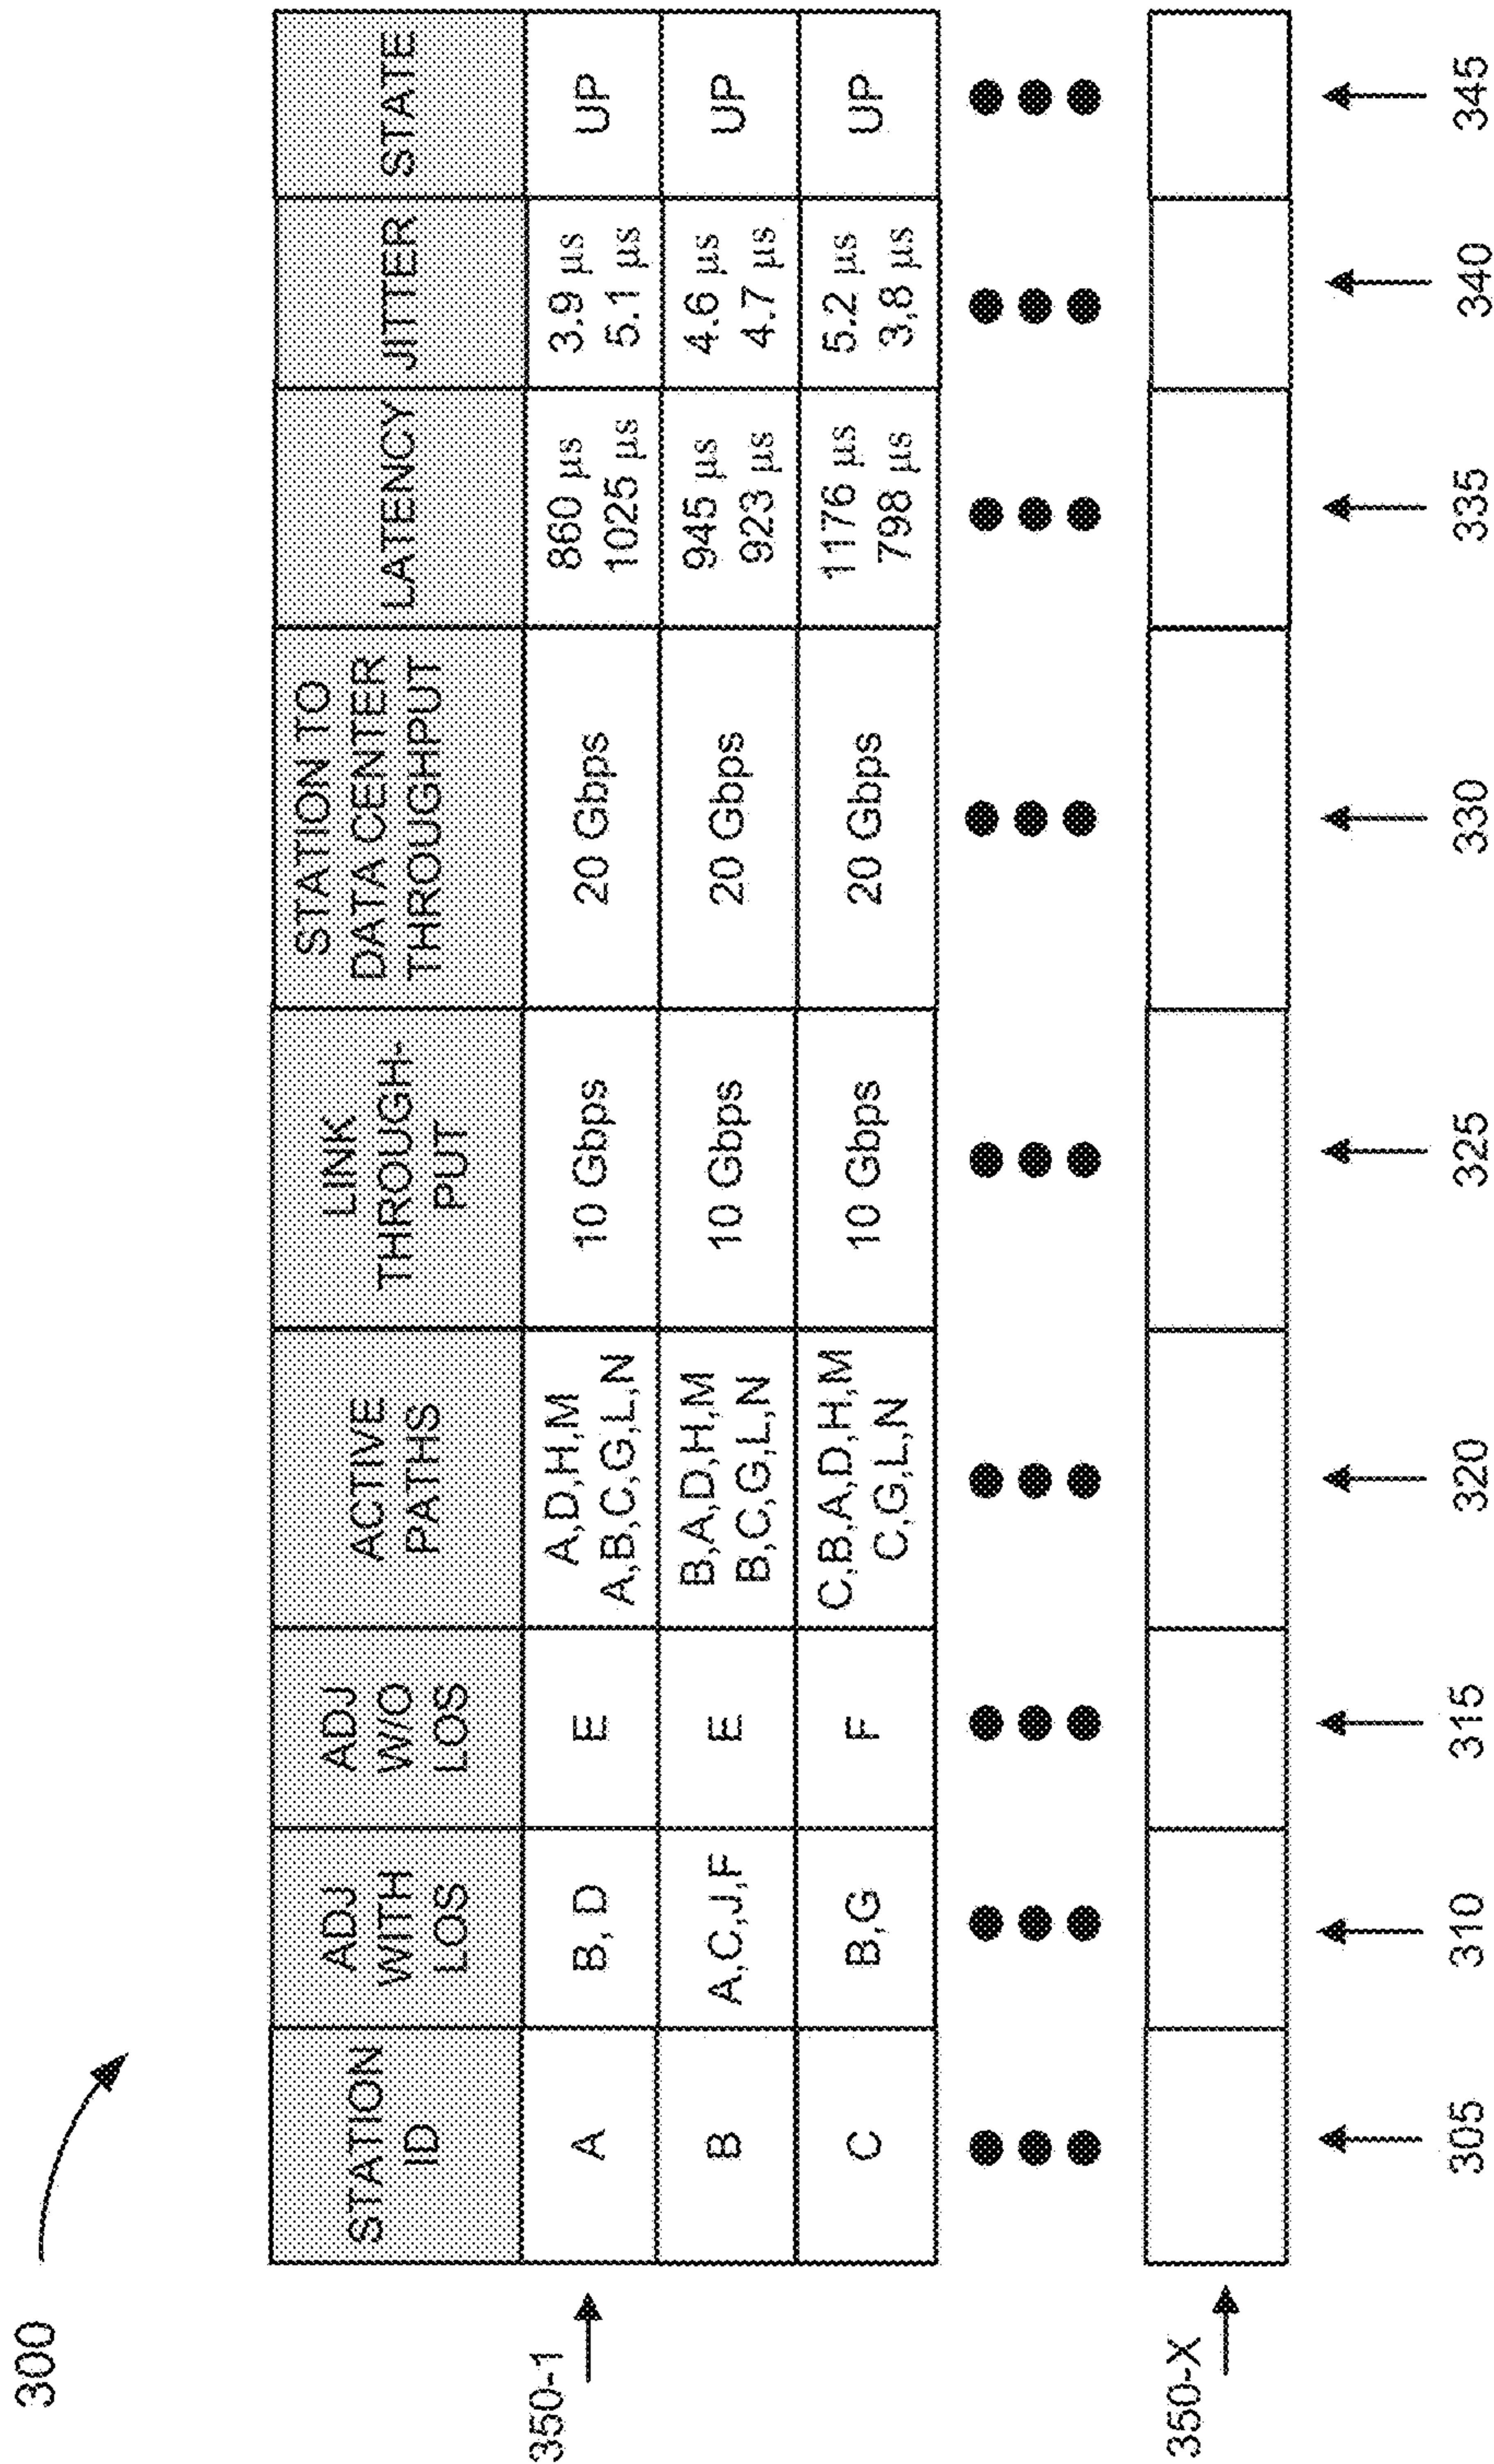 300
STATION
ID
ADJ
WITH
LOS
ADJ
W/O
LOS
ACTIVE
PATHS
LINK
THROUGH-
PUT
STATION TO
DATA CENTER
THROUGHPUT
LATENCY
JITTER
STATE
350-1
A
B, D
E
A,D,H,M
A,B,C,G,L,N
10 Gbps
20 Gbps
860 µs
1025 µs
3.9 µs
5.1 µs
UP
B
A,C,J,F
E
B,A,D,H,M
B,C,G,L,N
10 Gbps
20 Gbps
945 µs
923 µs
4.6 µs
4.7 µs
UP
C
B,G
F
C,B,A,D,H,M
C,G,L,N
10 Gbps
20 Gbps
1176 µs
798 µs
5.2 µs
3,8 µs
UP
350-X
305
310
315
320
325
330
335
340
345